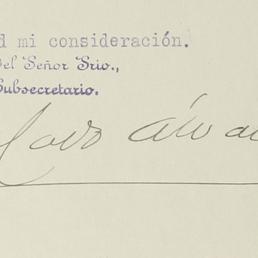 d mi consideración.
del Señor Srio.,
Subsecretario.